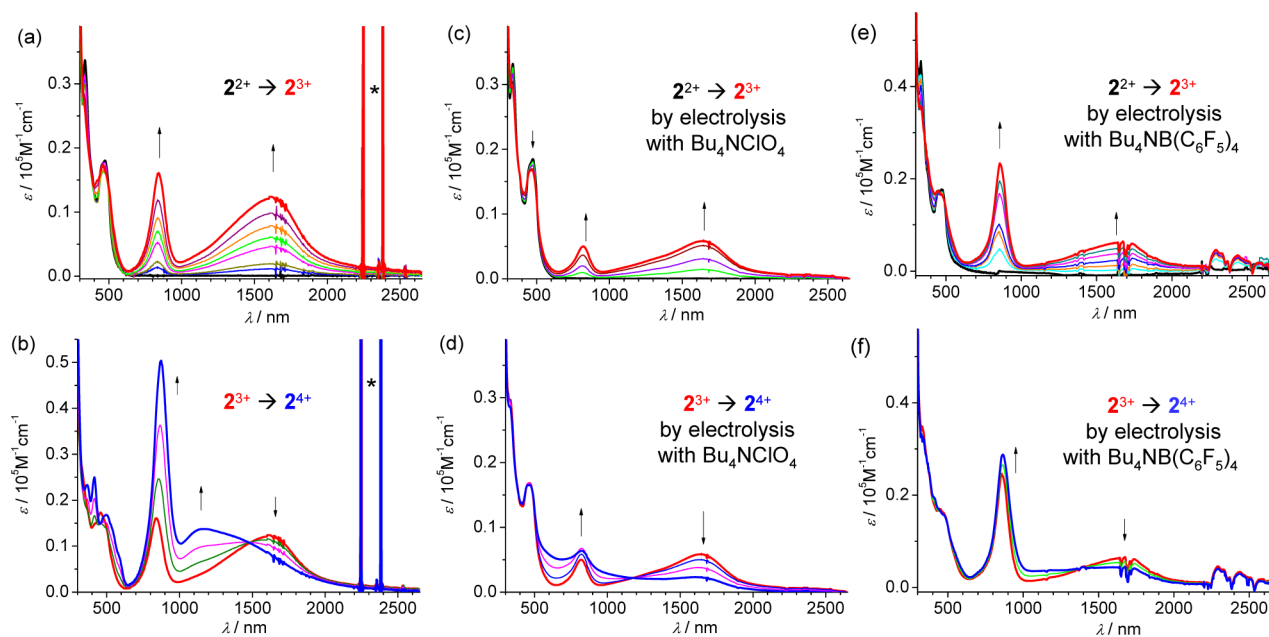 (a)
2²⁺ → 2³⁺
*
0.3
0.2
0.1
0.0
ε / 10⁵M⁻¹cm⁻¹
500 1000 1500 2000 2500
λ / nm
(b)
2³⁺ → 2⁴⁺
*
0.5
0.4
0.3
0.2
0.1
0.0
ε / 10⁵M⁻¹cm⁻¹
500 1000 1500 2000 2500
λ / nm
(c)
2²⁺ → 2³⁺
by electrolysis
with Bu₄NClO₄
0.3
0.2
0.1
0.0
ε / 10⁵M⁻¹cm⁻¹
500 1000 1500 2000 2500
λ / nm
(d)
2³⁺ → 2⁴⁺
by electrolysis
with Bu₄NClO₄
0.3
0.2
0.1
0.0
ε / 10⁵M⁻¹cm⁻¹
500 1000 1500 2000 2500
λ / nm
(e)
2²⁺ → 2³⁺
by electrolysis
with Bu₄NB(C₆F₅)₄
0.4
0.2
0.0
ε / 10⁵M⁻¹cm⁻¹
500 1000 1500 2000 2500
λ / nm
(f)
2³⁺ → 2⁴⁺
by electrolysis
with Bu₄NB(C₆F₅)₄
0.4
0.2
0.0
ε / 10⁵M⁻¹cm⁻¹
500 1000 1500 2000 2500
λ / nm